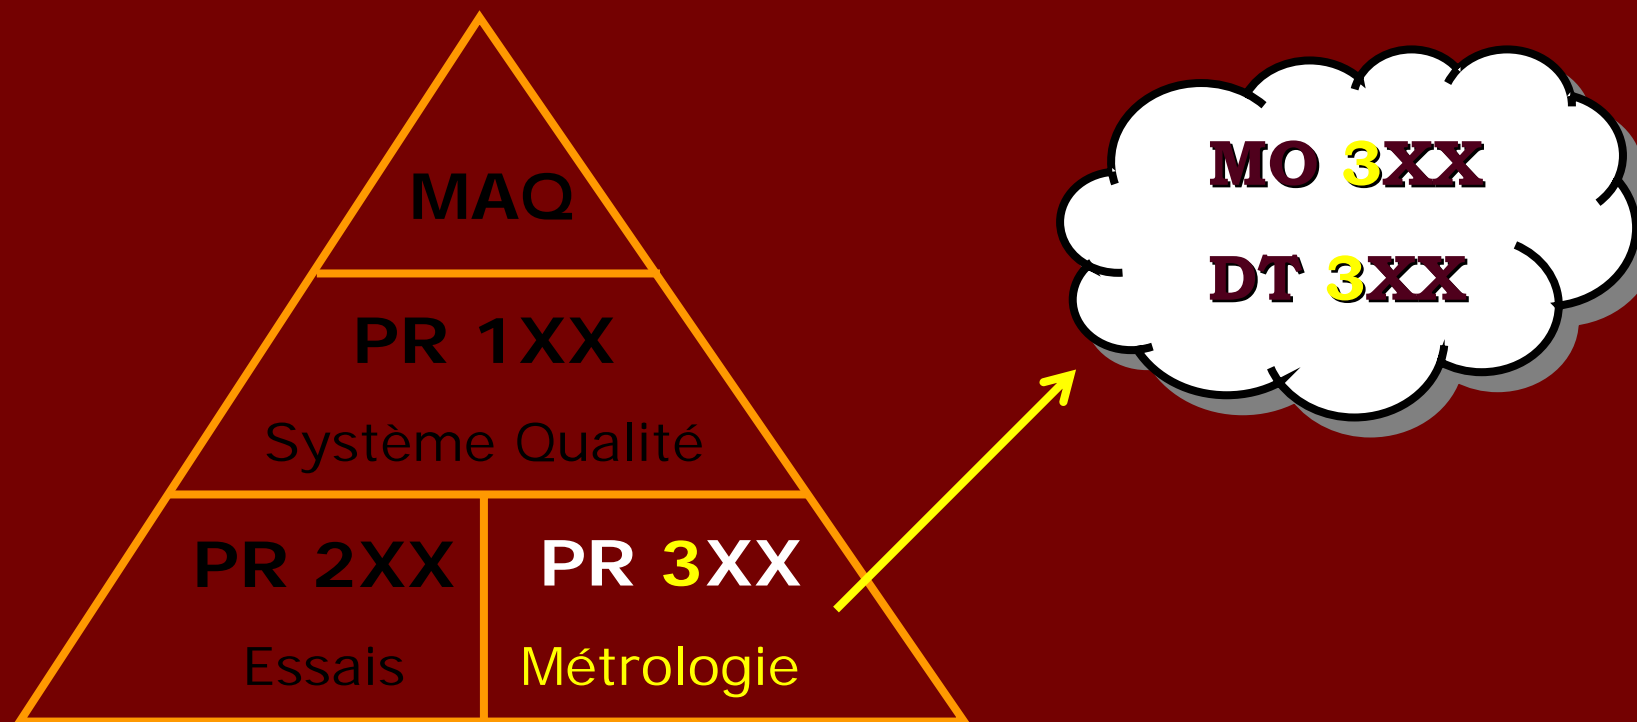 MAQ
PR 1XX
Système Qualité
PR 2XX
Essais
PR 3XX
Métrologie
MO 3XX
DT 3XX